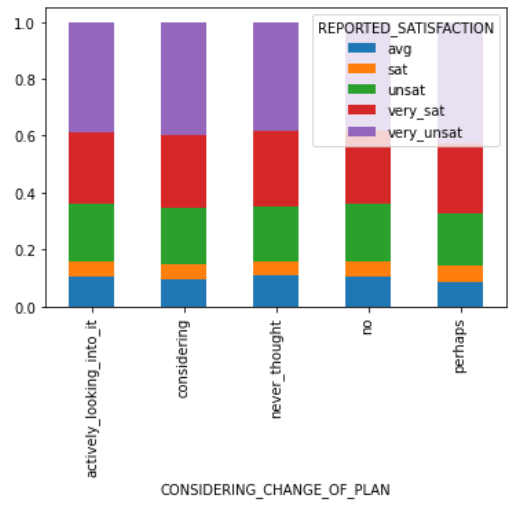 1.0
0.8
0.6
0.4
0.2
0.0
REPORTED_SATISFACTION
avg
sat
unsat
very_sat
very_unsat
actively_looking_into_it
considering
never_thought
no
perhaps
CONSIDERING_CHANGE_OF_PLAN